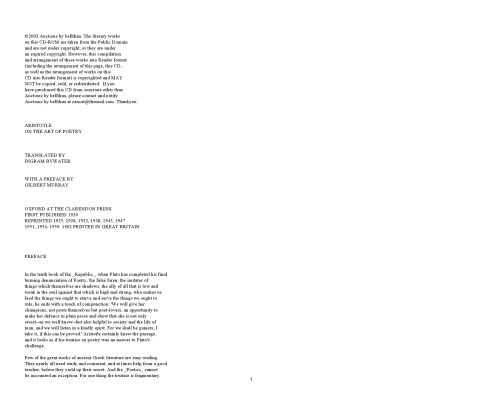 ©2002 Auctions by bellthan. The literary works
on this CD-ROM are taken from the Public Domain
and are not under copyright, or they are under
an expired copyright. However, this compilation
and arrangement of these works into Reader format
(including the arrangement of this page, this CD,
as well as the arrangement of works on this
CD into Reader format) is copyrighted and MAY
NOT be copied, sold, or redistributed. If you
have purchased this CD from someone other than
Auctions by bellthan, please contact and notify
Auctions by bellthan at Thankyou.
ARISTOTLE
ON THE ART OF POETRY
TRANSLATED BY
INGRAM BYWATER
WITH A PREFACE BY
GILBERT MURRAY
OXFORD AT THE CLARENDON PRESS
FIRST PUBLISHED 1920
REPRINTED 1925, 1928, 1932, 1938, 1945, 1947
1951, 1954, 1959. 1962 PRINTED IN GREAT BRITAIN
PREFACE
In the tenth book of the _Republic_, when Plato has completed his final
burning denunciation of Poetry, the false Siren, the imitator of
things which themselves are shadows, the ally of all that is low and
weak in the soul against that which is high and strong, who makes us
feed the things we ought to starve and serve the things we ought to
rule, he ends with a touch of compunction: 'We will give her
champions, not poets themselves but poet-lovers, an opportunity to
make her defence in plain prose and show that she is not only
sweet--as we well know--but also helpful to society and the life of
man, and we will listen in a kindly spirit. For we shall be gainers, I
take it, if this can be proved.' Aristotle certainly knew the passage,
and it looks as if his treatise on poetry was an answer to Plato's
challenge.
Few of the great works of ancient Greek literature are easy reading.
They nearly all need study and comment, and at times help from a good
teacher, before they yield up their secret. And the _Poetics_ cannot
be accounted an exception. For one thing the treatise is fragmentary.
1